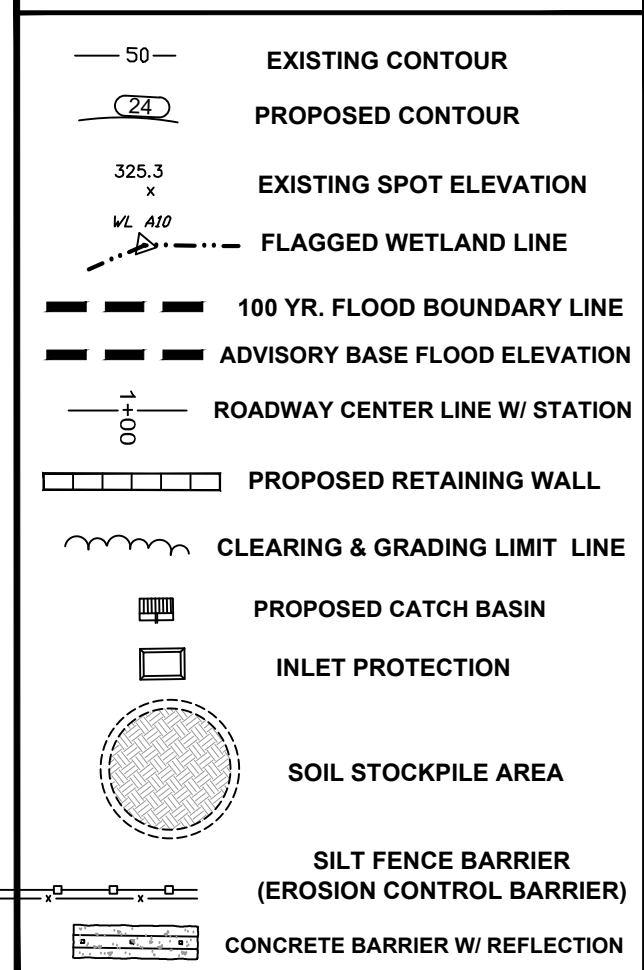 50 EXISTING CONTOUR
24 PROPOSED CONTOUR
325.3
x EXISTING SPOT ELEVATION
WL A10
FLAGGED WETLAND LINE
100 YR. FLOOD BOUNDARY LINE
ADVISORY BASE FLOOD ELEVATION
1+00 ROADWAY CENTER LINE W/ STATION
PROPOSED RETAINING WALL
CLEARING & GRADING LIMIT LINE
PROPOSED CATCH BASIN
INLET PROTECTION
SOIL STOCKPILE AREA
SILT FENCE BARRIER
(EROSION CONTROL BARRIER)
x x
CONCRETE BARRIER W/ REFLECTION